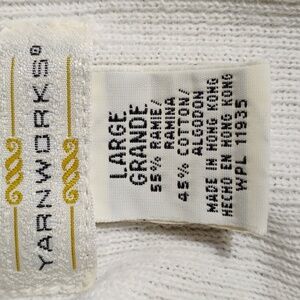 YARNWORKS®
LARGE
GRANDE
55% RAMIE/
RAMINA
45% COTTON/
ALGODON
MADE IN HONG KONG
HECHO EN HONG KONG
WPL 11935